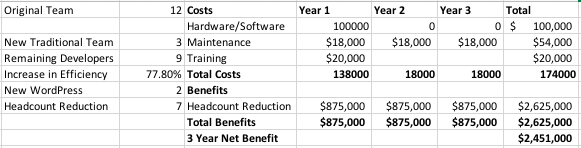 Original Team 12 Costs Year 1 Year 2 Year 3 Total
Hardware/Software 100000 0 0 $ 100,000
New Traditional Team 3 Maintenance $18,000 $18,000 $18,000 $54,000
Remaining Developers 9 Training $20,000 $20,000
Increase in Efficiency 77.80% Total Costs 138000 18000 18000 174000
New WordPress 2 Benefits
Headcount Reduction 7 Headcount Reduction $875,000 $875,000 $875,000 $2,625,000
Total Benefits $875,000 $875,000 $875,000 $2,625,000
3 Year Net Benefit $2,451,000